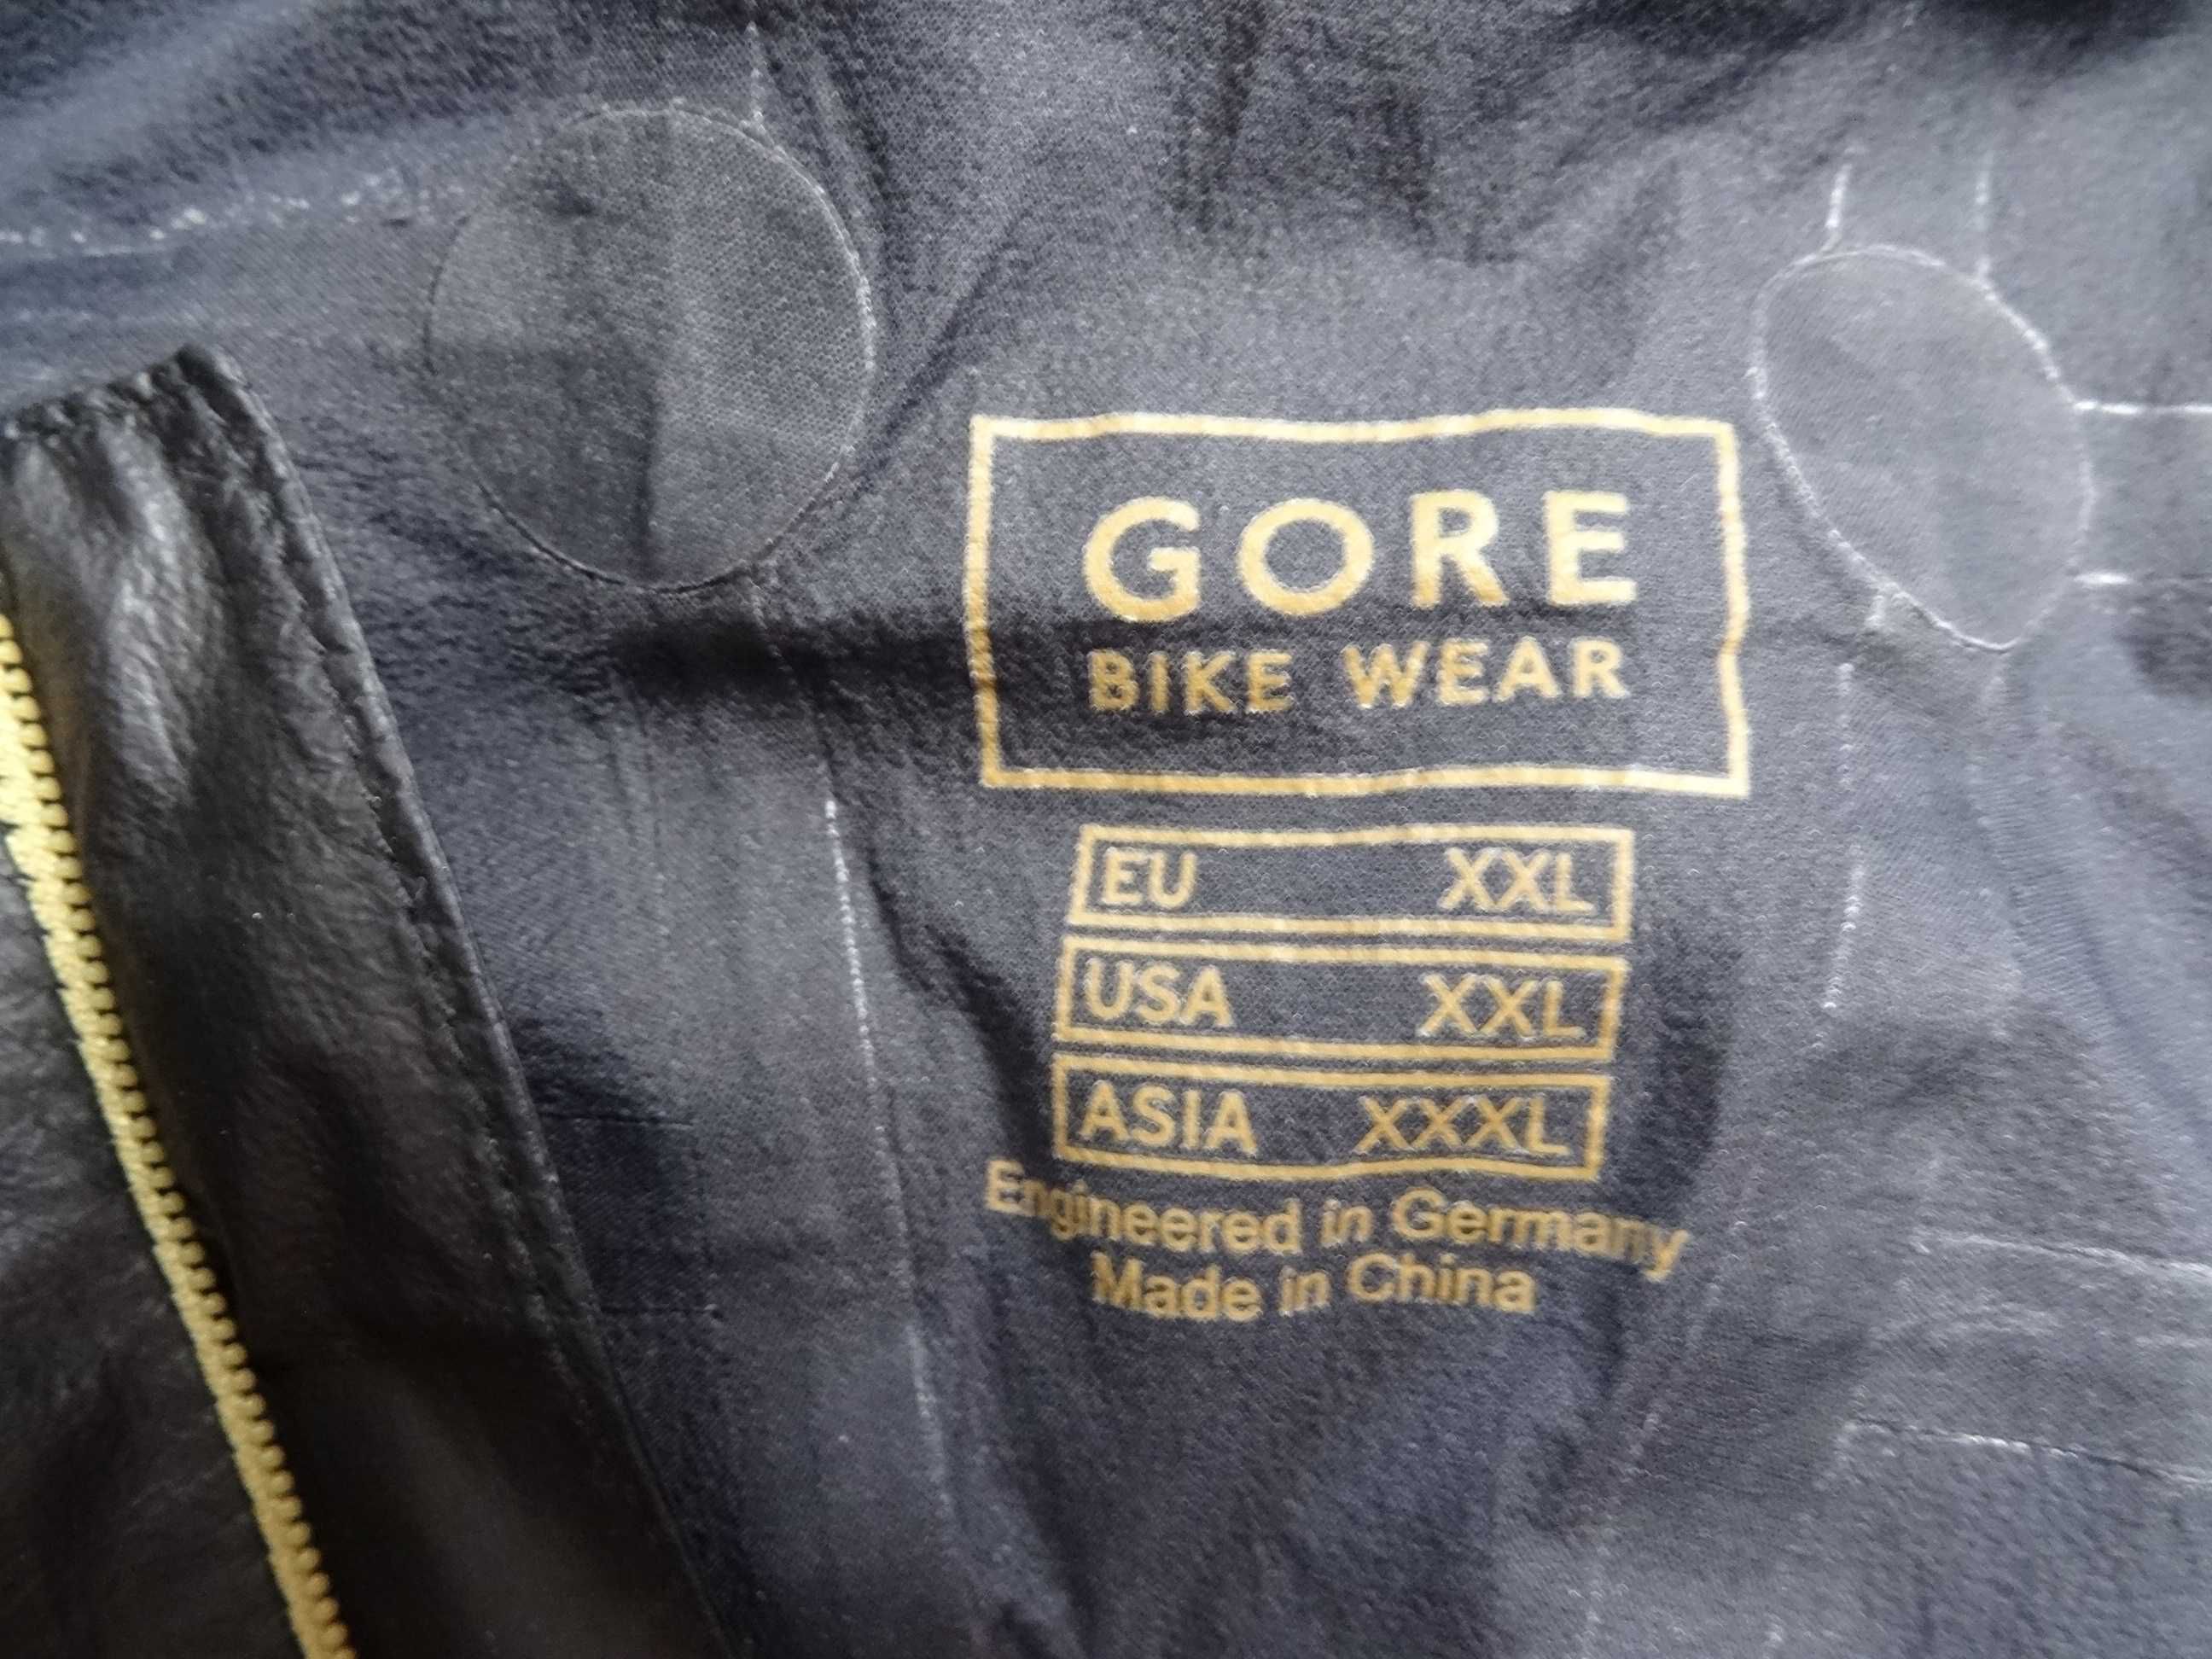 GORE
BIKE WEAR
EU XXL
USA XXL
ASIA XXXL
Engineered in Germany
Made in China